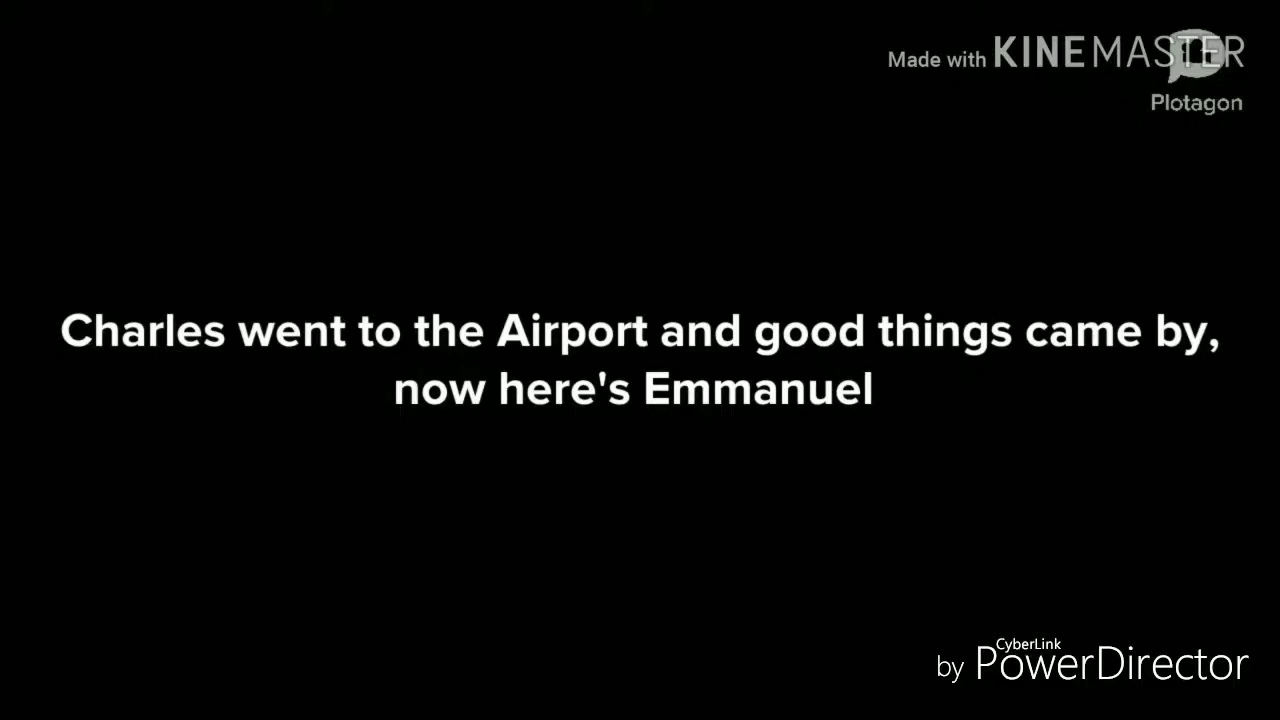 Made with KINEMASTER
Plotagon
Charles went to the Airport and good things came by,
now here's Emmanuel
CyberLink
by PowerDirector